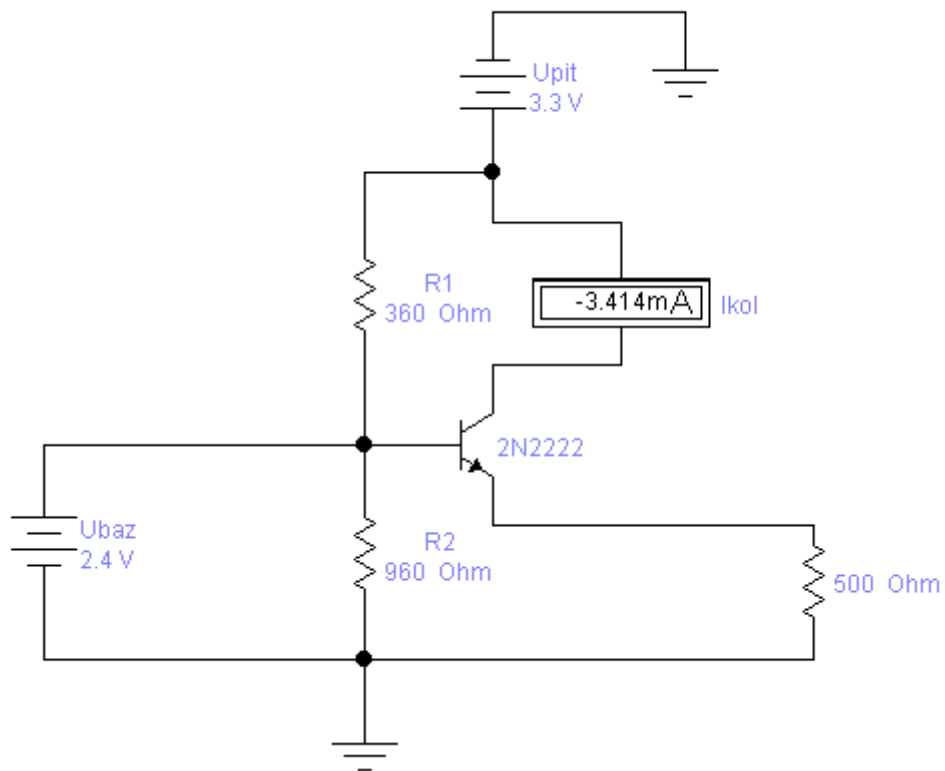 Upit
3.3 V
R1
360 Ohm
-3.414mA
Ikol
2N2222
Ubaz
2.4 V
R2
960 Ohm
500 Ohm